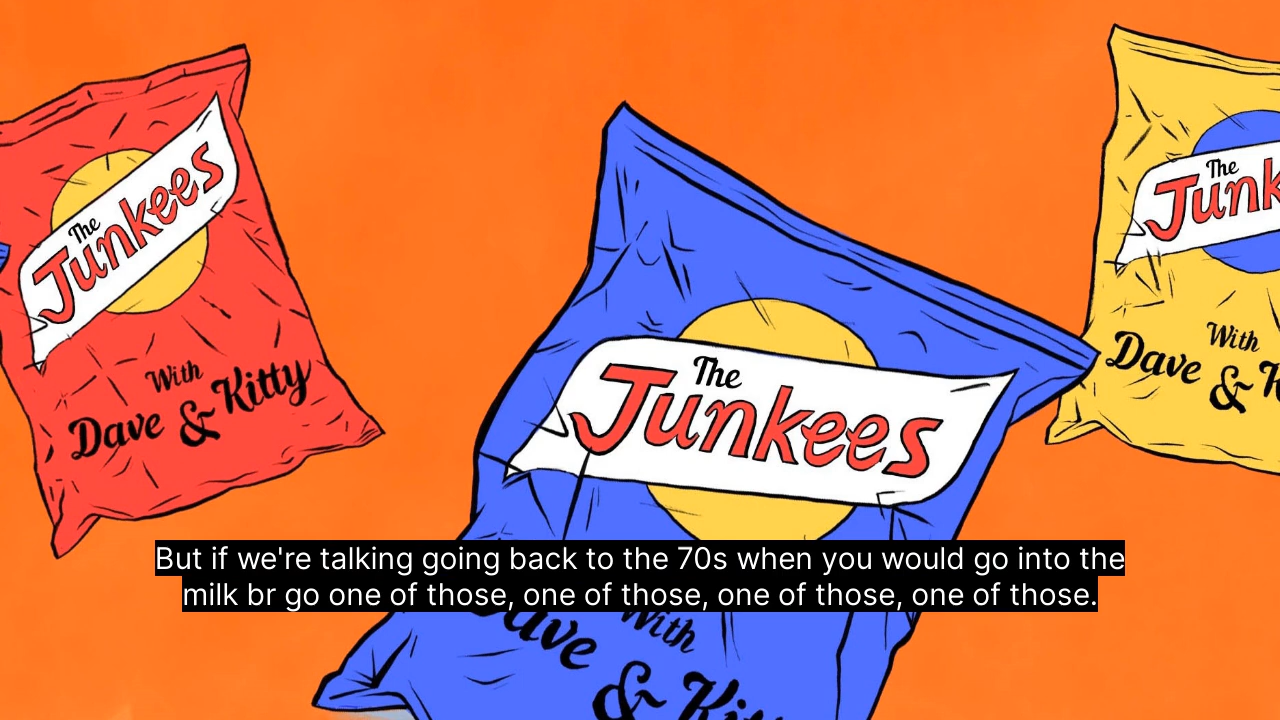 The
Junkees
With
Dave & Kitty
The
Junkees
With
Dave & Kitty
The
Junk
With
Dave &
But if we're talking going back to the 70s when you would go into the
milk br go one of those, one of those, one of those, one of those.